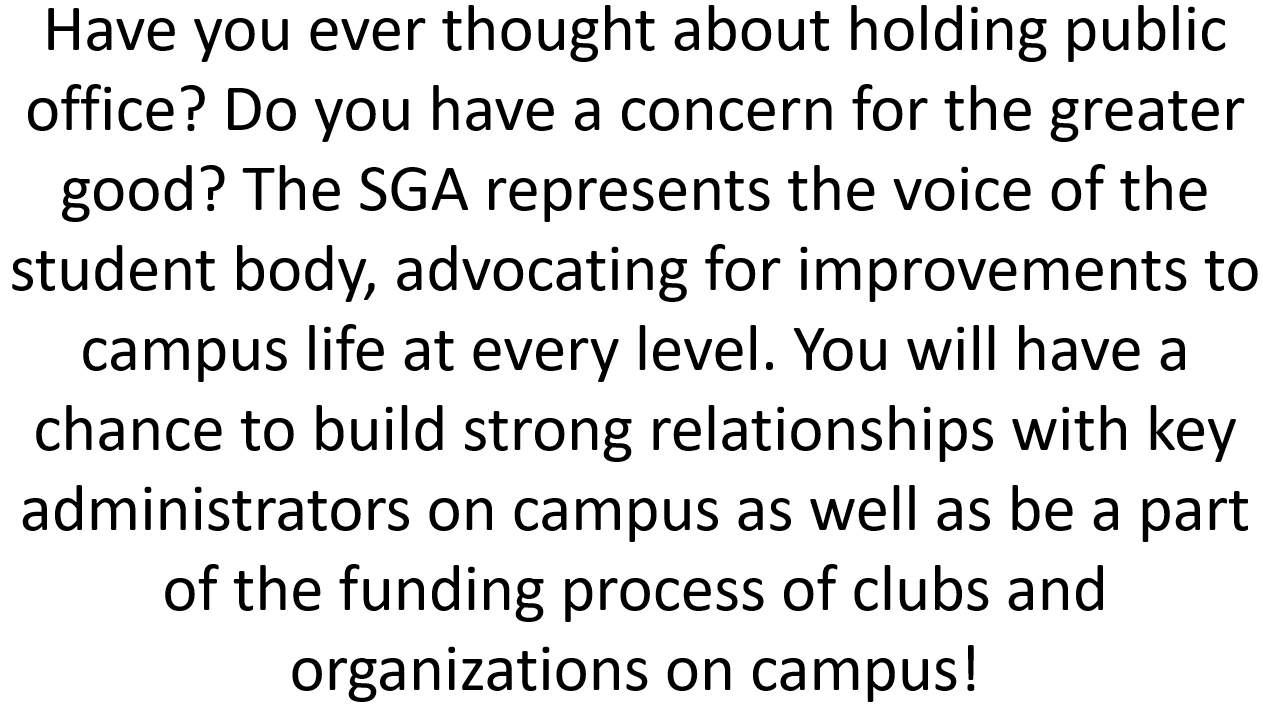 Have you ever thought about holding public
office? Do you have a concern for the greater
good? The SGA represents the voice of the
student body, advocating for improvements to
campus life at every level. You will have a
chance to build strong relationships with key
administrators on campus as well as be a part
of the funding process of clubs and
organizations on campus!